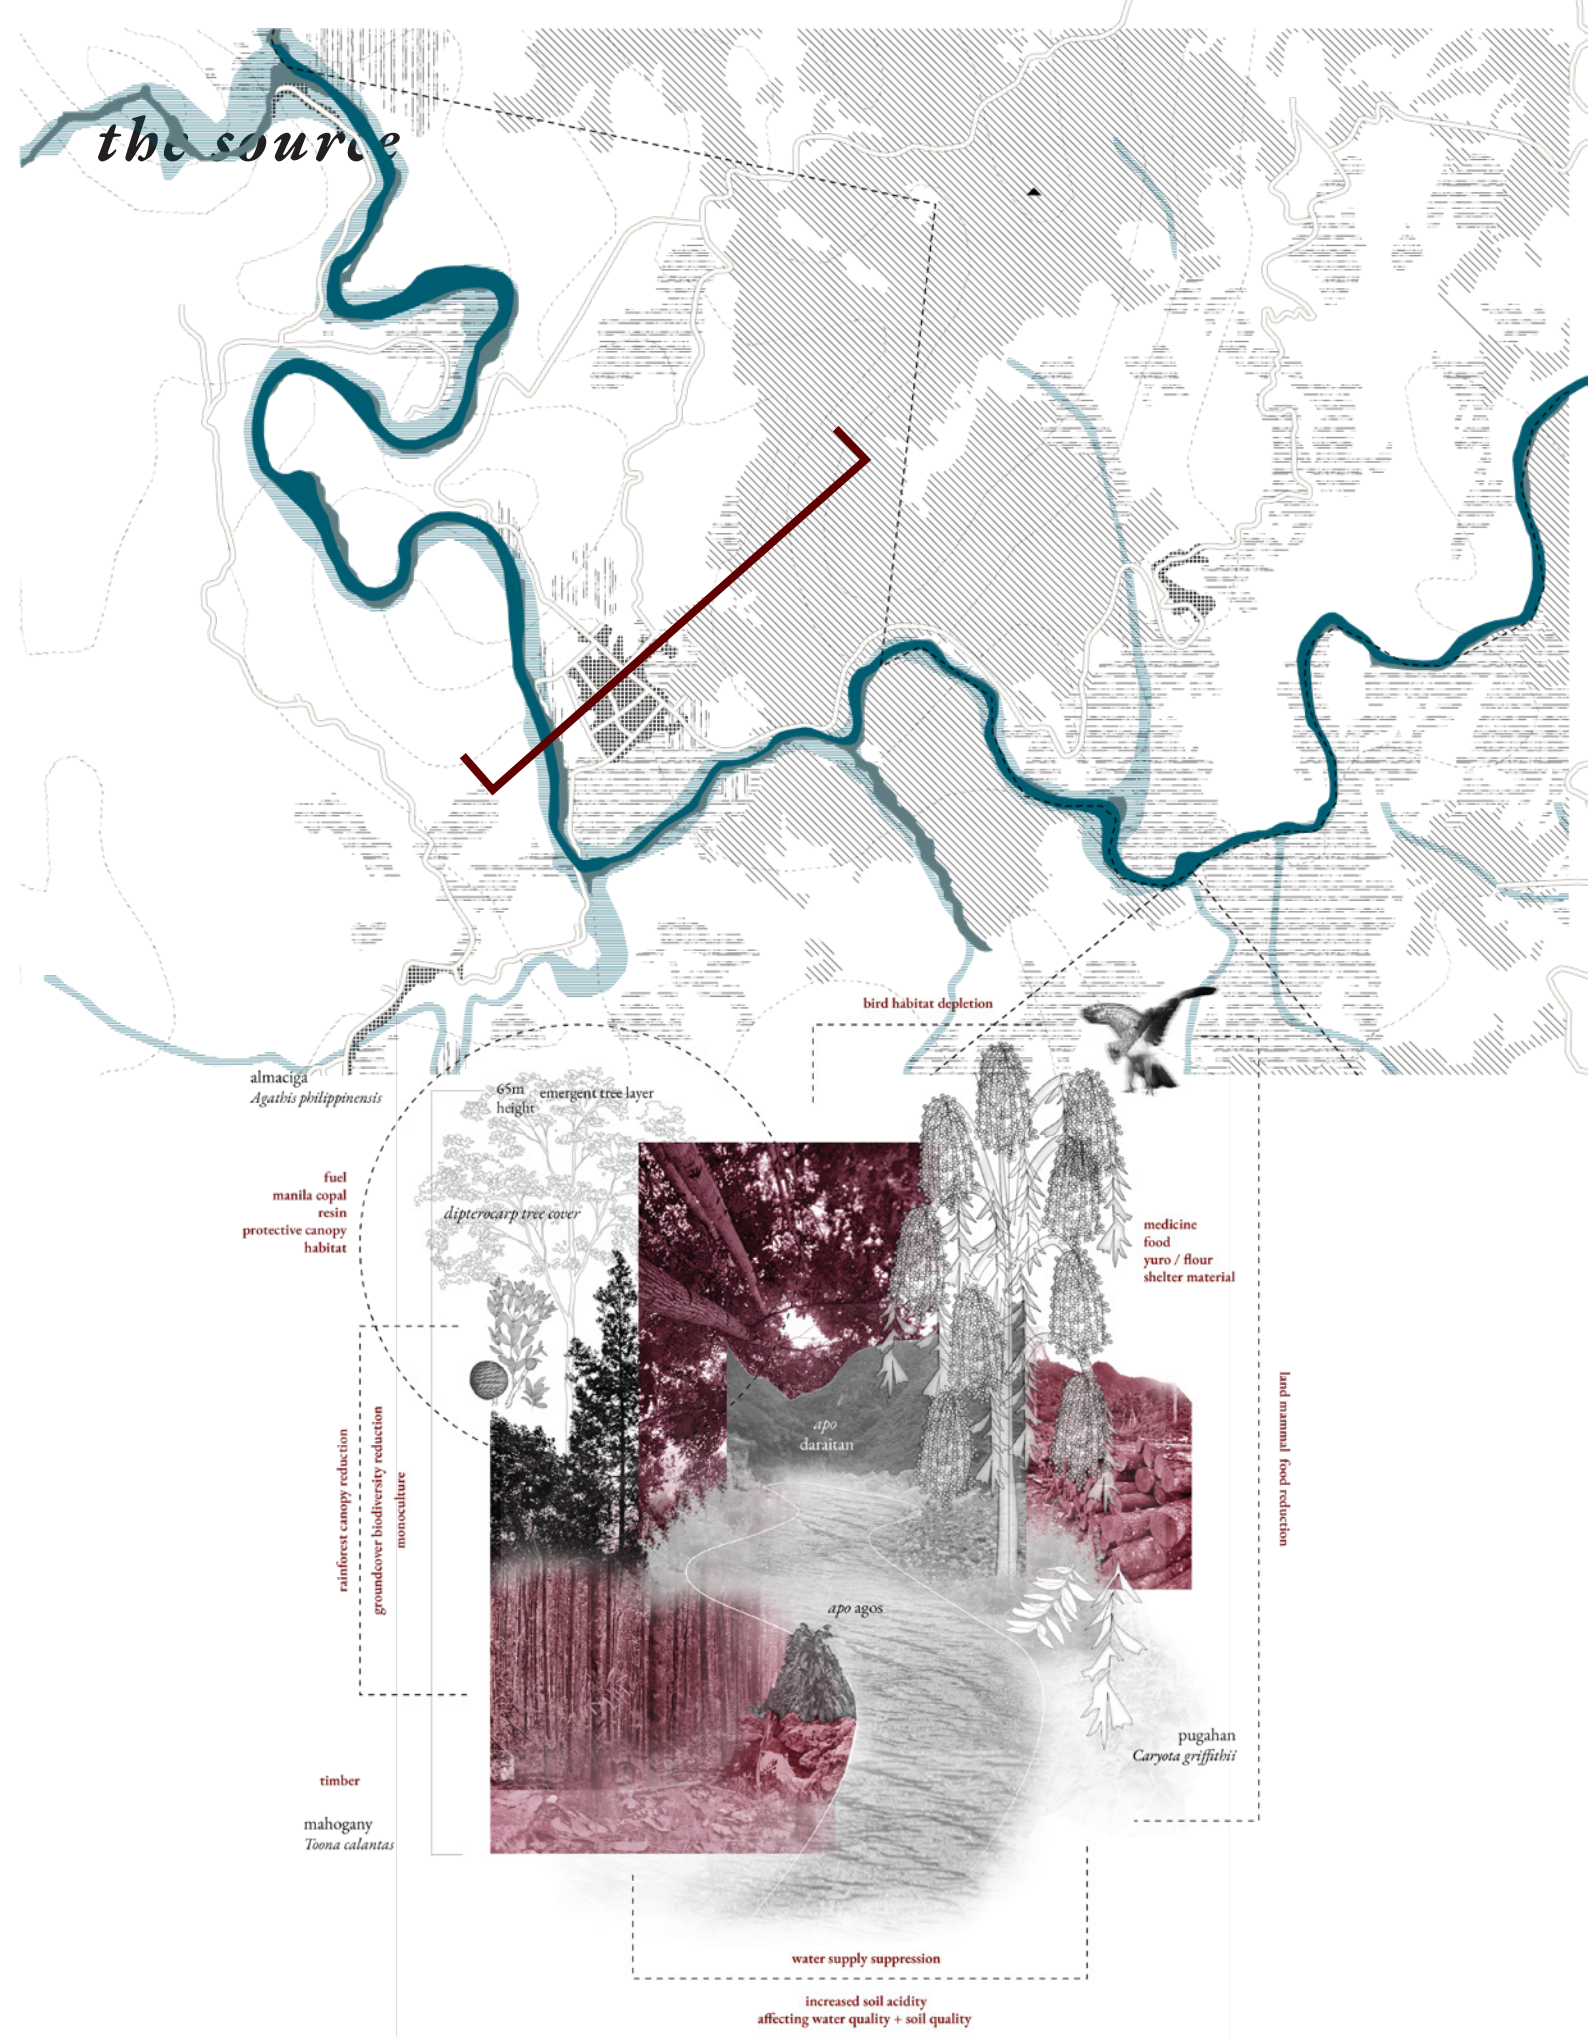 the source
bird habitat depletion
almaciga
Agathis philippinensis
65m
height
emergent tree layer
fuel
manila copal
resin
protective canopy
habitat
dipterocarp tree cover
medicine
food
yuro / flour
shelter material
apo
daraitan
rainforest canopy reduction
groundcover biodiversity reduction
monoculture
land mammal food reduction
apo agos
pugahan
Caryota griffithii
timber
mahogany
Toona calantas
water supply suppression
increased soil acidity
affecting water quality + soil quality